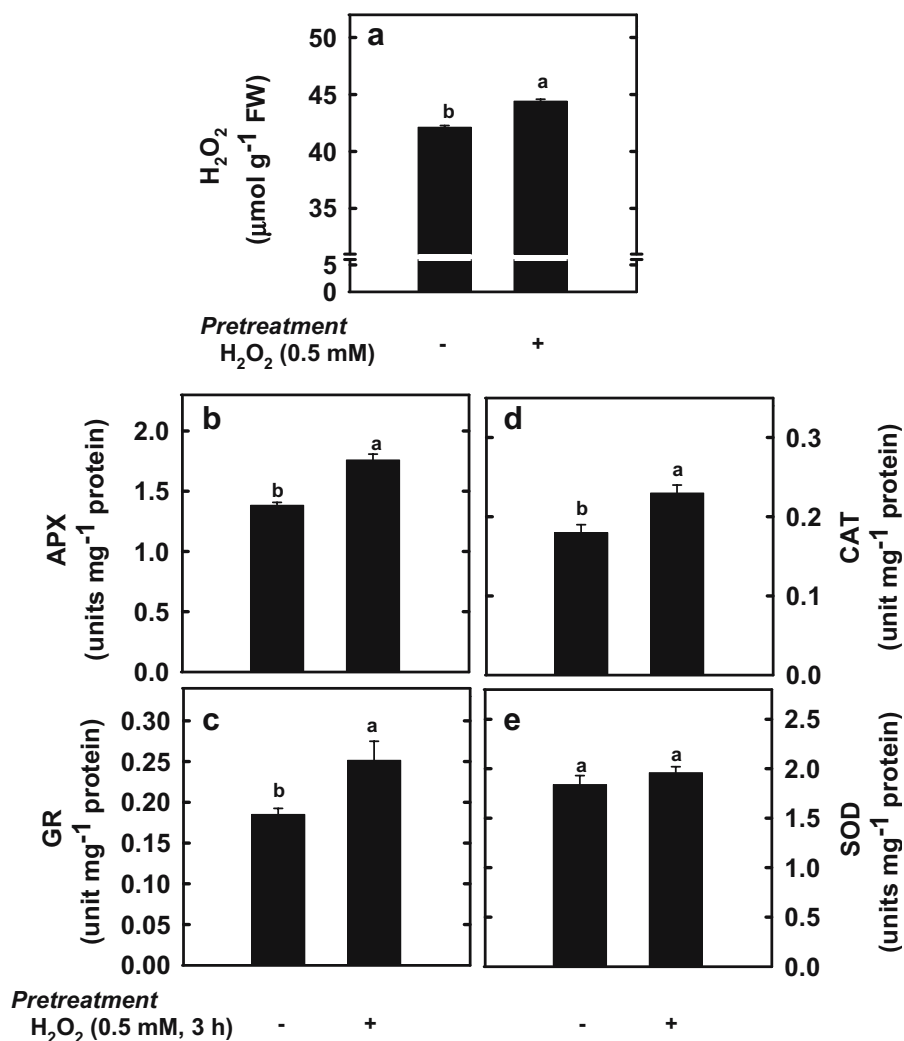 a
50
45
40
35
5
0
H₂O₂
(μmol g⁻¹ FW)
b
a
Pretreatment
H₂O₂ (0.5 mM)
-
+
b
2.0
1.5
1.0
0.5
0.0
APX
(units mg⁻¹ protein)
b
a
d
0.3
0.2
0.1
0.0
CAT
(unit mg⁻¹ protein)
b
a
c
0.30
0.25
0.20
0.15
0.10
0.05
0.00
GR
(unit mg⁻¹ protein)
b
a
e
2.5
2.0
1.5
1.0
0.5
0.0
SOD
(units mg⁻¹ protein)
a
a
Pretreatment
H₂O₂ (0.5 mM, 3 h)
-
+
-
+